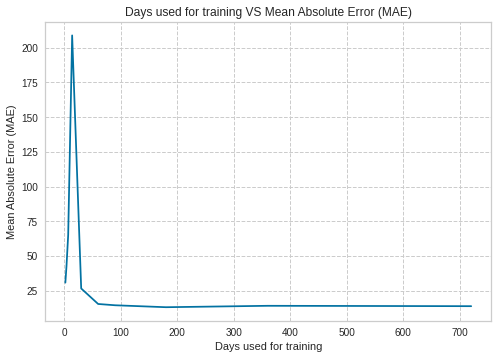 Days used for training VS Mean Absolute Error (MAE)
Mean Absolute Error (MAE)
200
175
150
125
100
75
50
25
0 100 200 300 400 500 600 700
Days used for training